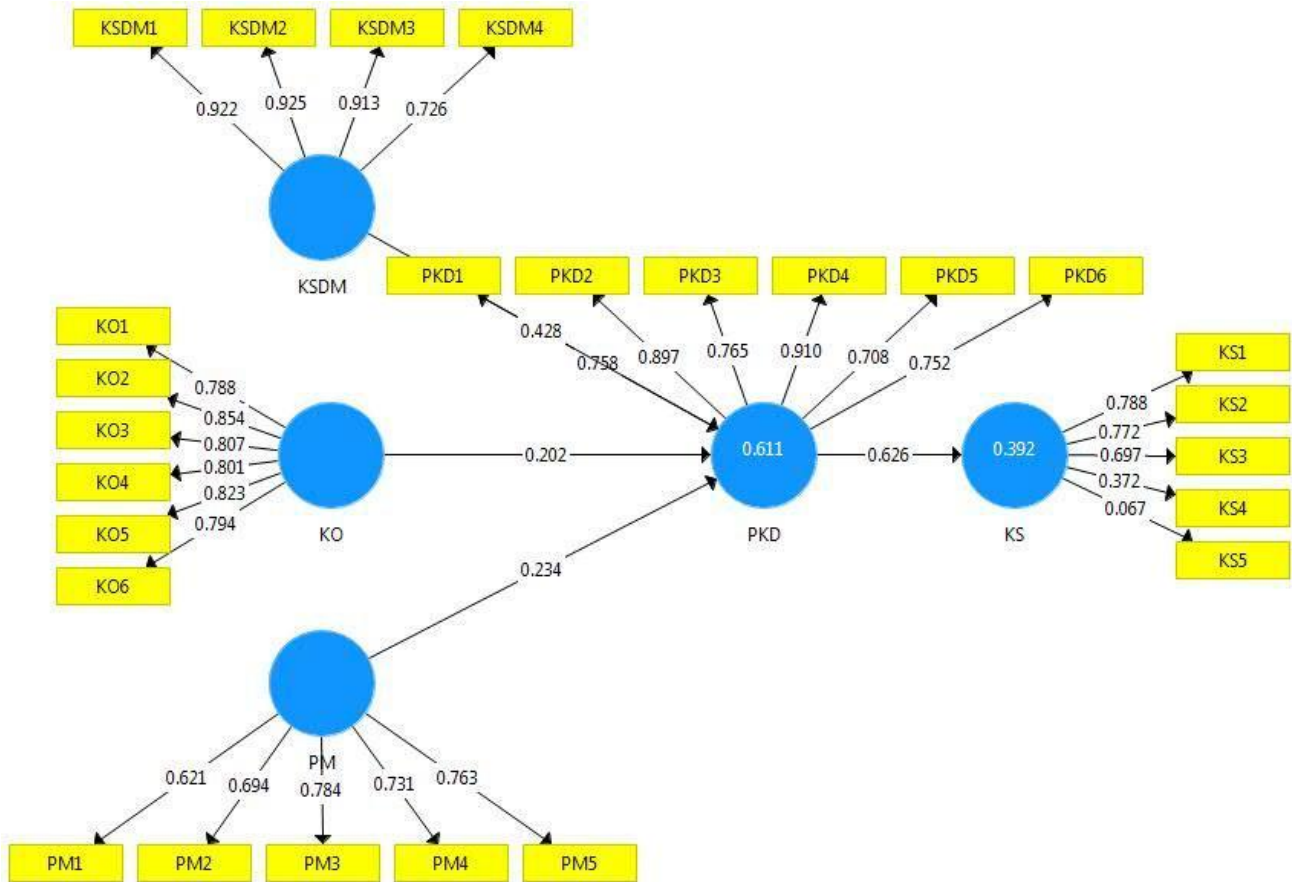 KSDM1 KSDM2 KSDM3 KSDM4
0.922 0.925 0.913 0.726
KSDM
PKD1 PKD2 PKD3 PKD4 PKD5 PKD6
0.428 0.758 0.897 0.765 0.910 0.708 0.752
KO1
KO2
KO3
KO4
KO5
KO6
0.788
0.854
0.807
0.801
0.823
0.794
KO
0.202
0.611
PKD
0.626
0.392
KS
0.788
0.772
0.697
0.372
0.067
KS1
KS2
KS3
KS4
KS5
0.234
PM
0.621 0.694 0.784 0.731 0.763
PM1 PM2 PM3 PM4 PM5